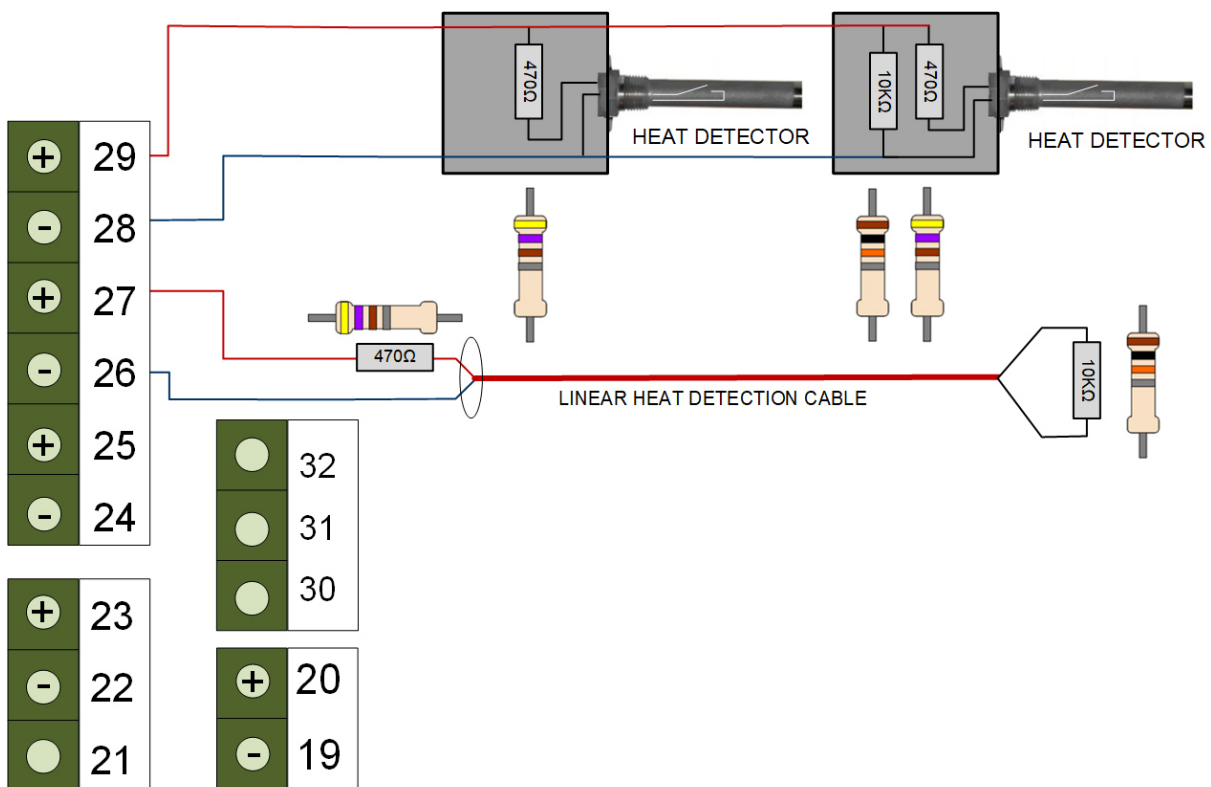 470Ω
10KΩ
470Ω
HEAT DETECTOR
HEAT DETECTOR
+ 29
- 28
+ 27
- 26
+ 25
- 24
470Ω
10KΩ
LINEAR HEAT DETECTION CABLE
32
31
30
+ 23
- 22
21
+ 20
- 19